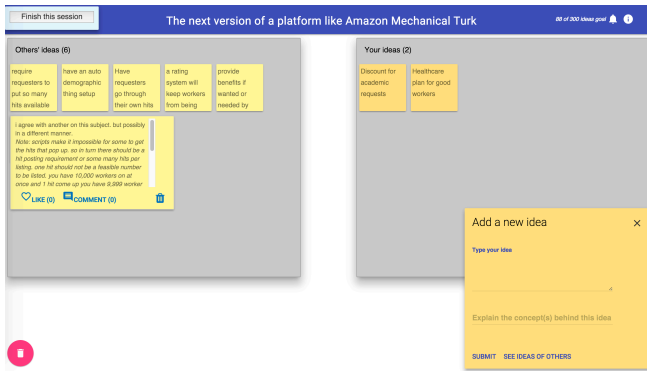 Finish this session
The next version of a platform like Amazon Mechanical Turk
88 of 300 ideas goal
Others' ideas (6)
require
requesters to
put so many
hits available
have an auto
demographic
thing setup
Have
requesters
go through
their own hits
a rating
system will
keep workers
from being
provide
benefits if
wanted or
needed by
i agree with another on this subject. but possibly
in a different manner.
Note: scripts make it impossible for some to get
the hits that pop up. so in turn there should be a
hit posting requirement or some many hits per
listing. one hit should not be a feasible number
to be listed. you have 10,000 workers on at
once and 1 hit come up you have 9,999 worker
LIKE (0)
COMMENT (0)
Your ideas (2)
Discount for
academic
requests
Healthcare
plan for good
workers
Add a new idea
Type your idea
Explain the concept(s) behind this idea
SUBMIT SEE IDEAS OF OTHERS